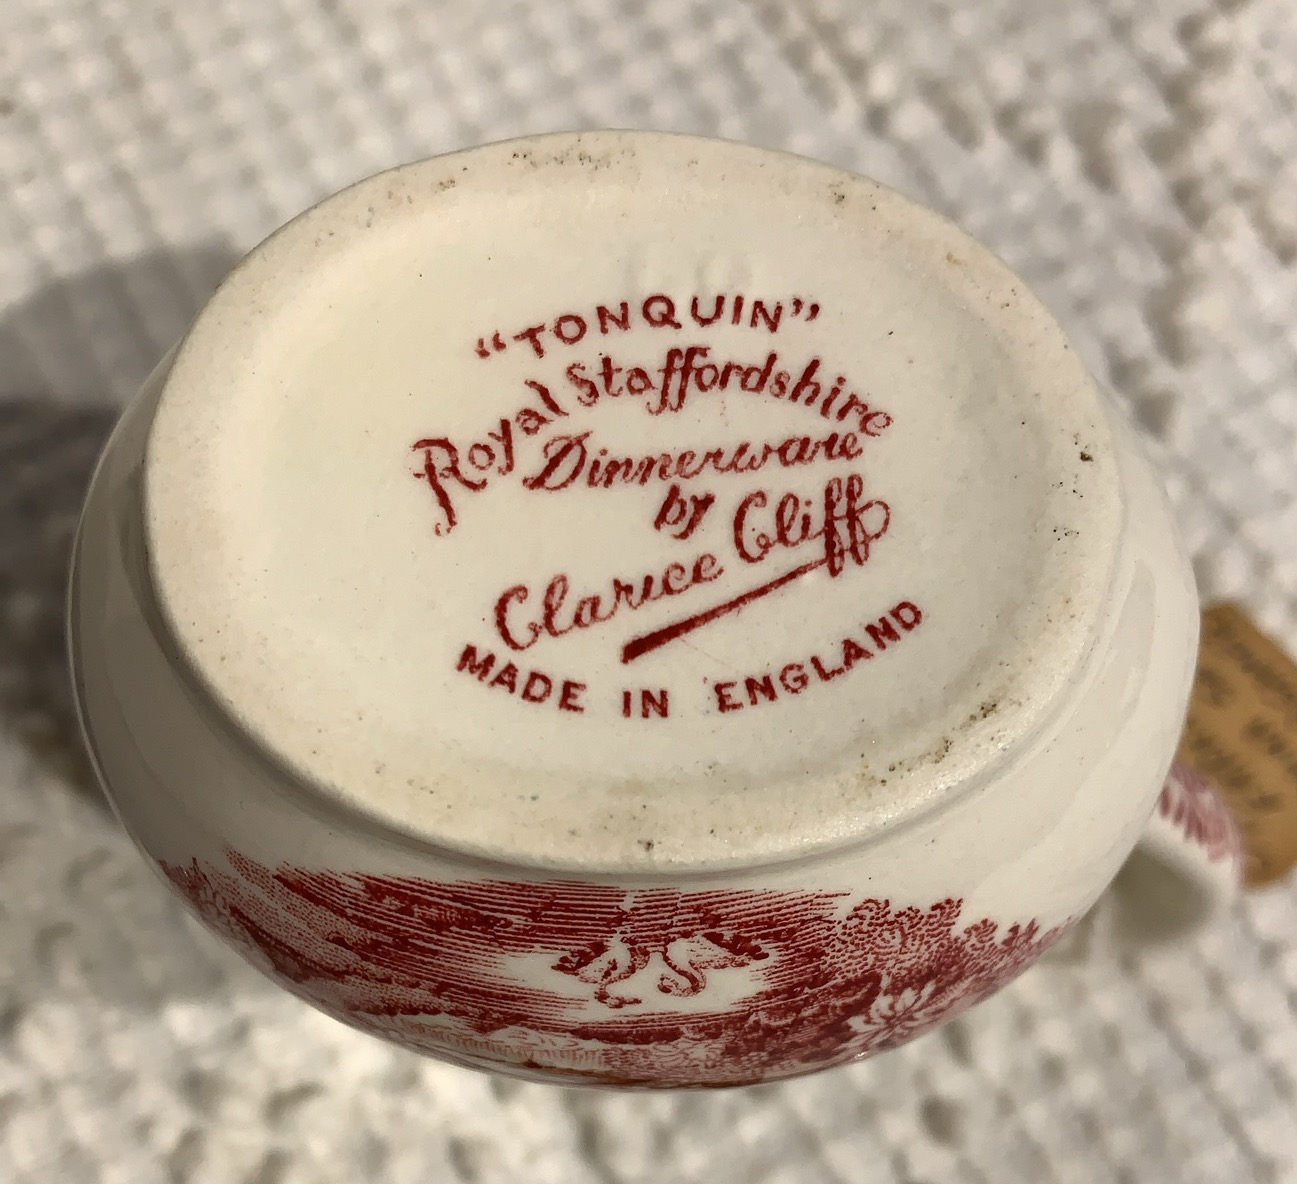 “TONQUIN”
Royal Staffordshire
Dinnerware
by
Clarice Cliff
MADE IN ENGLAND